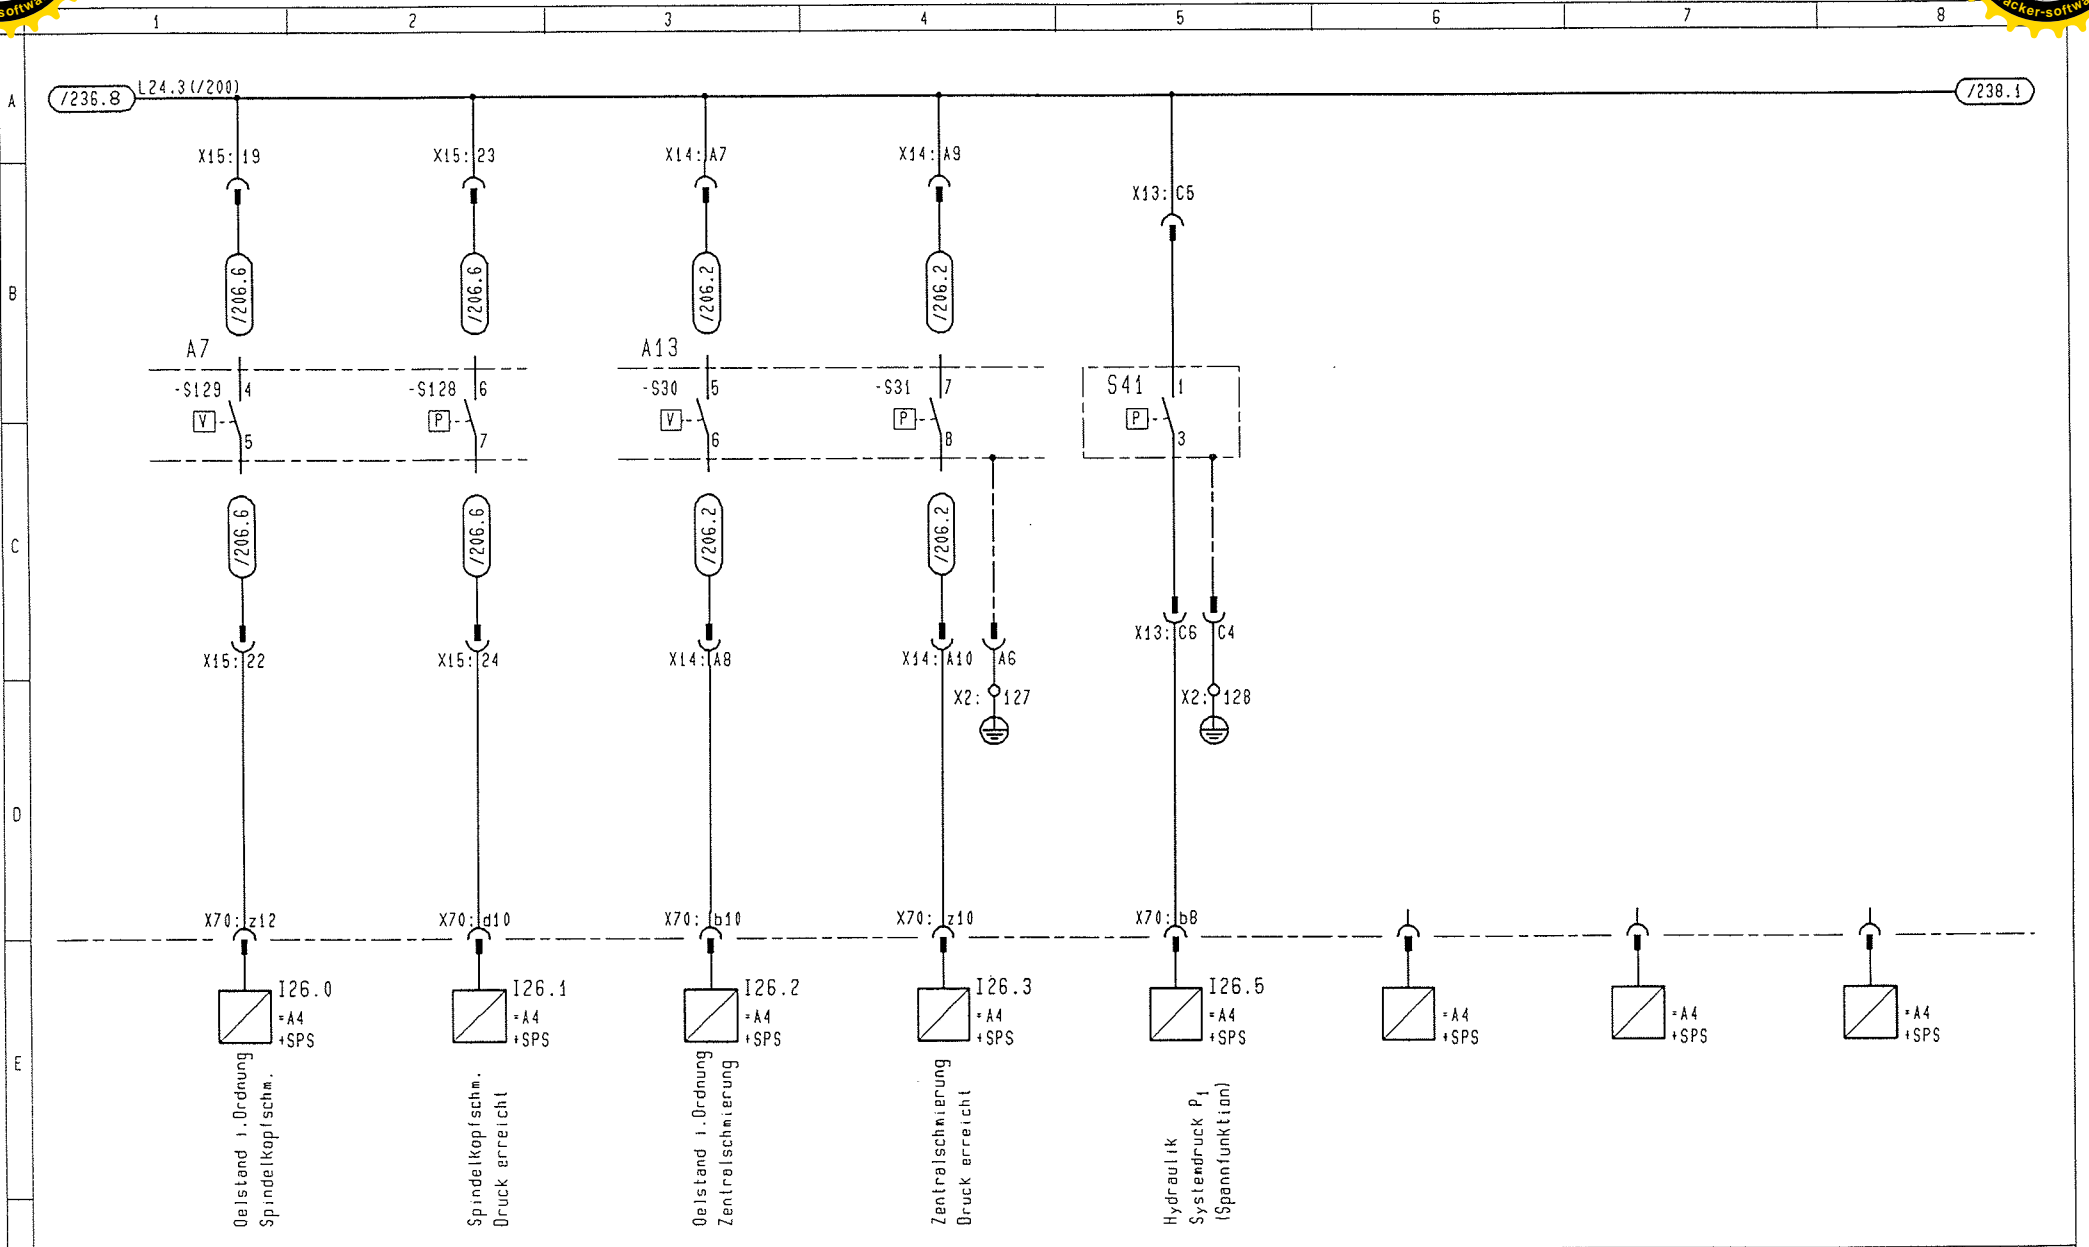 1 2 3 4 5 6 7 8
A
/236.8
L24.3(/200)
/238.1
X15: 19
X15: 23
X14: A7
X14: A9
X13: C5
B
/206.6
/206.6
/206.2
/206.2
A7
A13
-S129 4
-S128 6
-S30 5
-S31 7
S41 1
V
P
V
P
P
5
7
6
8
3
C
/206.6
/206.6
/206.2
/206.2
X15: 22
X15: 24
X14: A8
X14: A10
A6
X13: C6
C4
X2: 127
X2: 128
D
X70: z12
X70: d10
X70: b10
X70: z10
X70: b8
E
I26.0
=A4
+SPS
I26.1
=A4
+SPS
I26.2
=A4
+SPS
I26.3
=A4
+SPS
I26.5
=A4
+SPS
=A4
+SPS
=A4
+SPS
=A4
+SPS
Oelstand i.Ordnung
Spindelkopfschm.
Spindelkopfschm.
Druck erreicht
Oelstand i.Ordnung
Zentralschmierung
Zentralschmierung
Druck erreicht
Hydraulik
Systemdruck P1
(Spannfunktion)